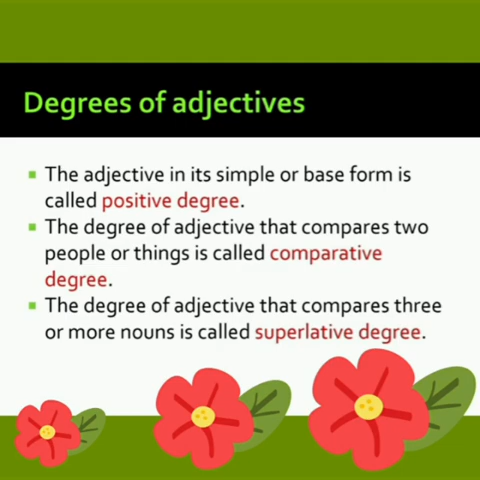 Degrees of adjectives
The adjective in its simple or base form is
called positive degree.
The degree of adjective that compares two
people or things is called comparative
degree.
The degree of adjective that compares three
or more nouns is called superlative degree.